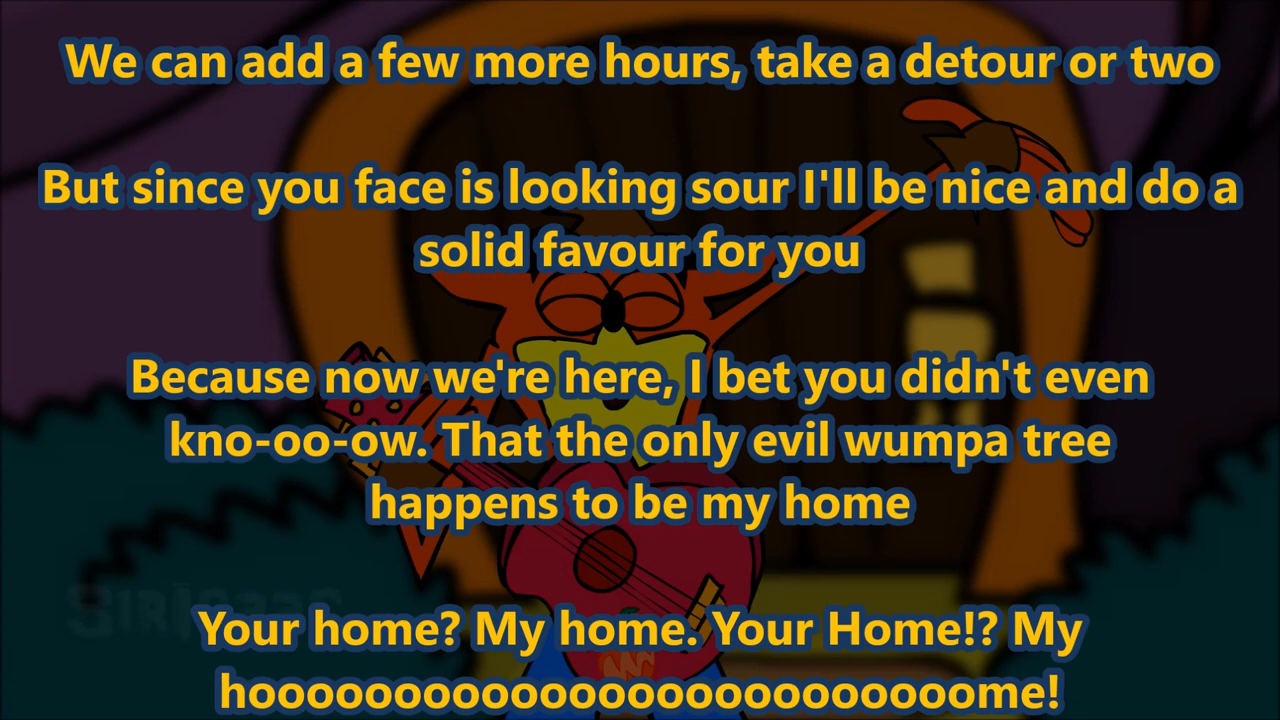 We can add a few more hours, take a detour or two
But since you face is looking sour I'll be nice and do a
solid favour for you
Because now we're here, I bet you didn't even
kno-oo-ow. That the only evil wumpa tree
happens to be my home
Your home? My home. Your Home!? My
hooooooooooooooooooooooooome!